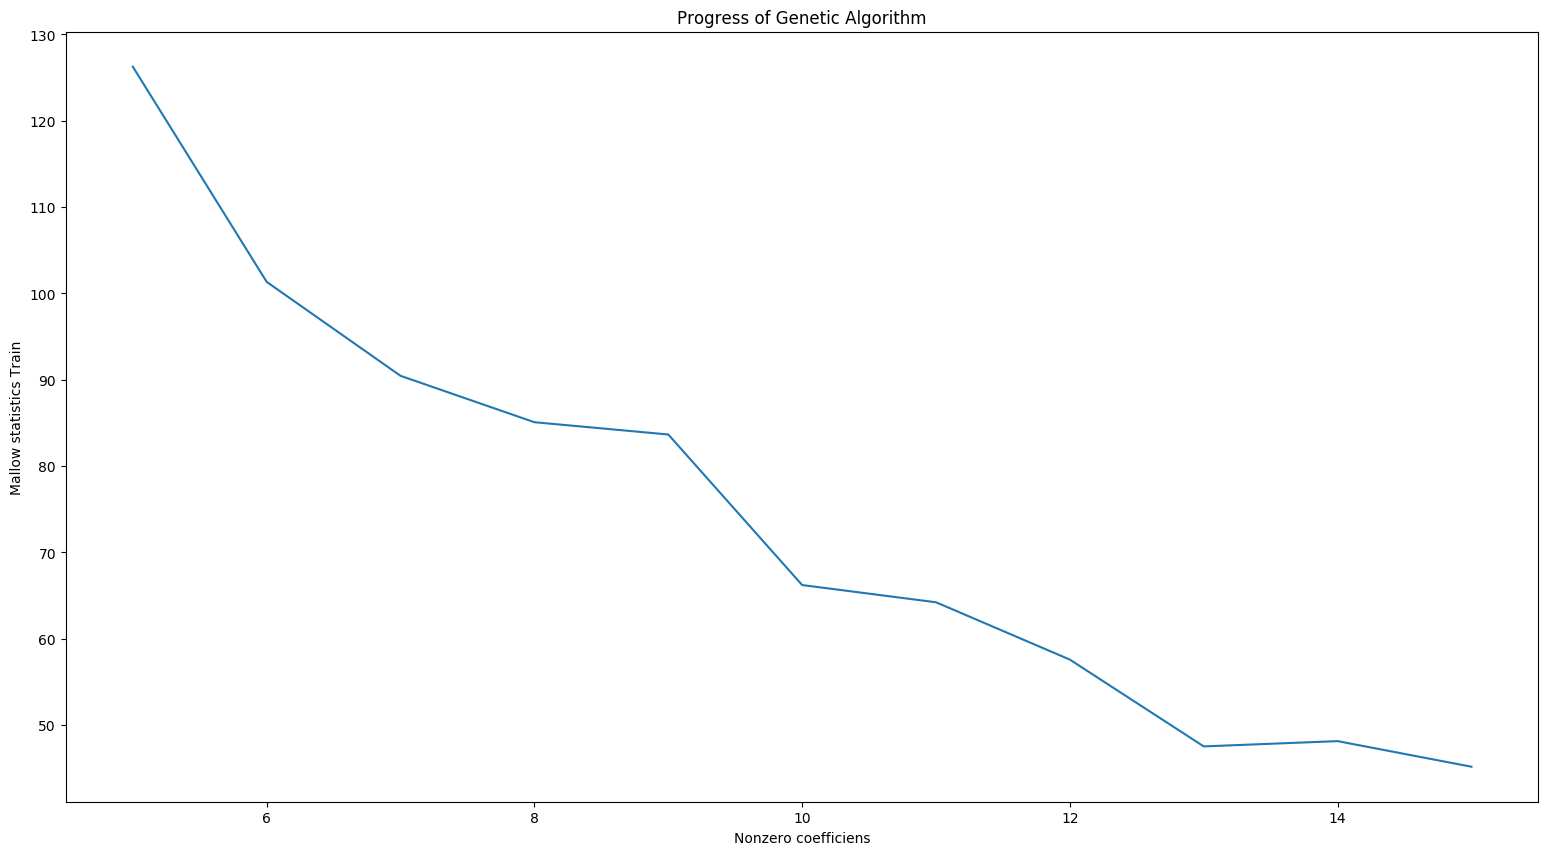 Progress of Genetic Algorithm
130
120
110
100
90
80
70
60
50
Mallow statistics Train
6 8 10 12 14
Nonzero coefficiens